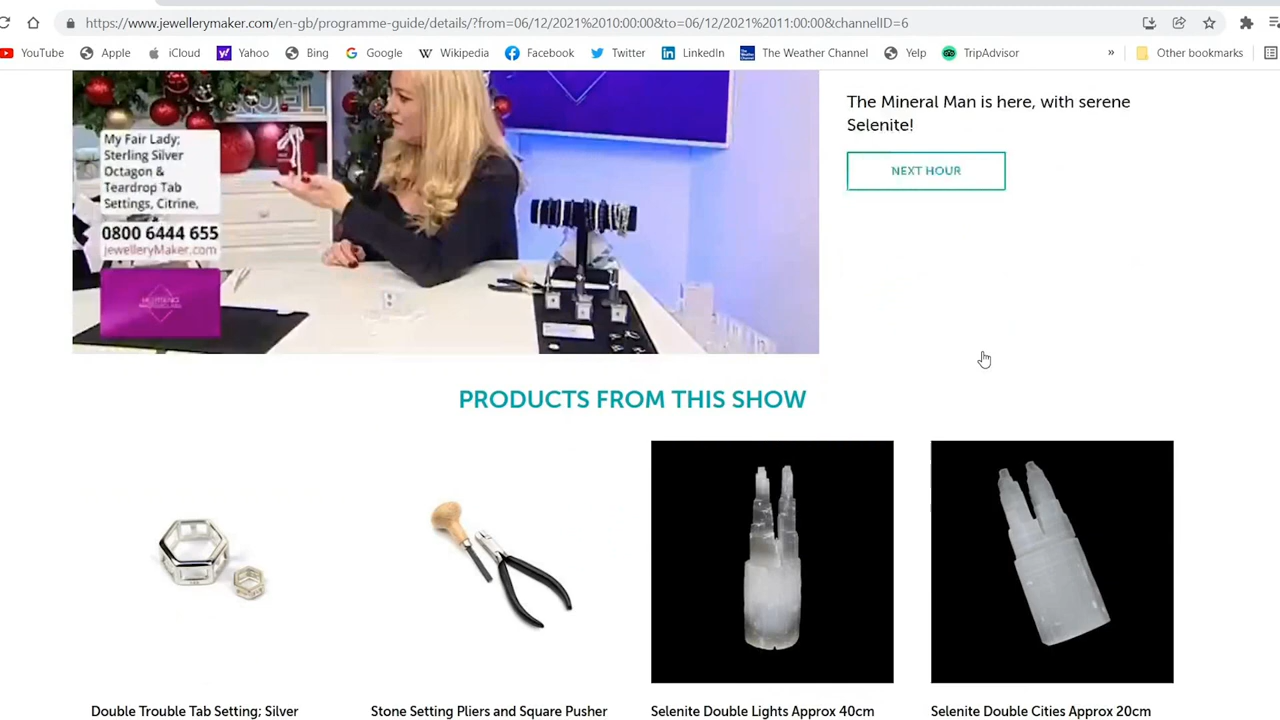 https://www.jewellerymaker.com/en-gb/programme-guide/details/?from=06/12/2021%2010:00:00&to=06/12/2021%2011:00:00&channelID=6
YouTube Apple iCloud Yahoo Bing Google Wikipedia Facebook Twitter LinkedIn The Weather Channel Yelp TripAdvisor » Other bookmarks
NOEL
My Fair Lady;
Sterling Silver
Octagon &
Teardrop Tab
Settings, Citrine,
0800 6444 655
jewelleryMaker.com
The Mineral Man is here, with serene
Selenite!
NEXT HOUR
PRODUCTS FROM THIS SHOW
Double Trouble Tab Setting; Silver
Stone Setting Pliers and Square Pusher
Selenite Double Lights Approx 40cm
Selenite Double Cities Approx 20cm